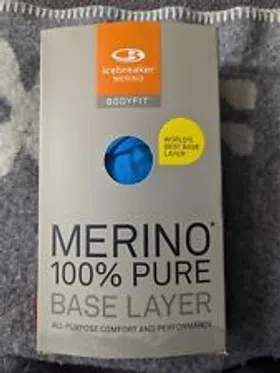 icebreaker
MERINO
BODYFIT
WORLD'S
BEST BASE
LAYER
MERINO*
100% PURE
BASE LAYER
ALL-PURPOSE COMFORT AND PERFORMANCE